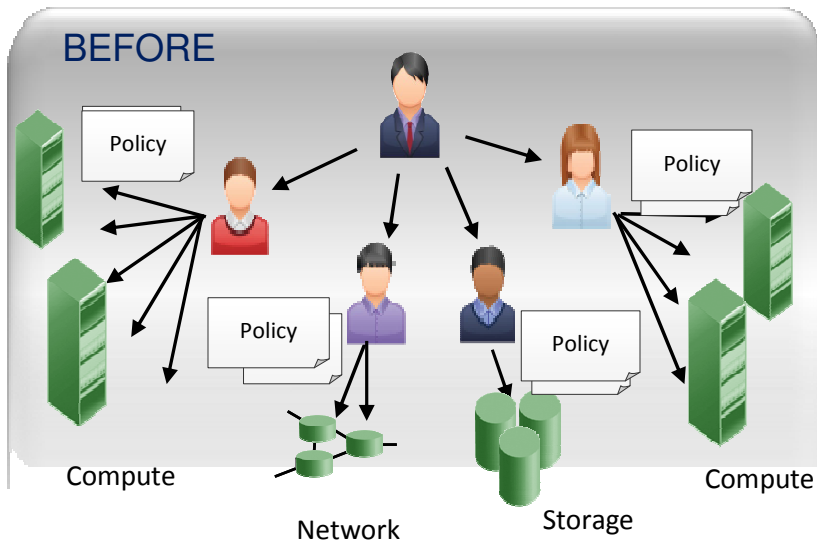 BEFORE
Policy
Policy
Policy
Policy
Compute
Network
Storage
Compute